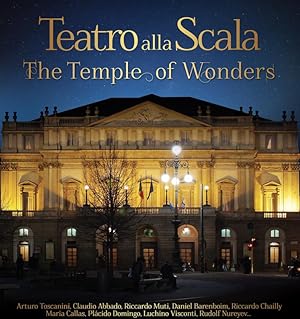 Teatro alla Scala
The Temple of Wonders
Arturo Toscanini, Claudio Abbado, Riccardo Muti, Daniel Barenboim, Riccardo Chailly
Maria Callas, Plácido Domingo, Luchino Visconti, Rudolf Nureyev...